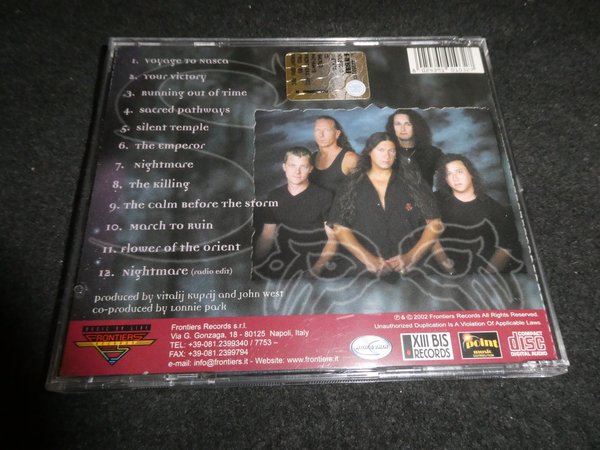 1. Voyage to Nasca
2. Your Victory
3. Running Out of Time
4. Sacred Pathways
5. Silent Temple
6. The Emperor
7. Nightmare
8. The Killing
9. The Calm Before the Storm
10. March to Ruin
11. Flower of the Orient
12. Nightmare (radio edit)
produced by Vitalij Kuprij and John West
co-produced by Lonnie Park
℗ & © 2002 Frontiers Records All Rights Reserved.
Unauthorized Duplication Is A Violation Of Applicable Laws
FRONTIERS
Frontiers Records s.r.l.
Via G. Gonzaga, 18 - 80125 Napoli, Italy
TEL: +39-081.2399340 / 7753 –
FAX: +39-081.2399794
e-mail: info@frontiers.it - Website: www.frontiers.it
XIII BIS
RECORDS
point
music
COMPACT
disc
DIGITAL AUDIO